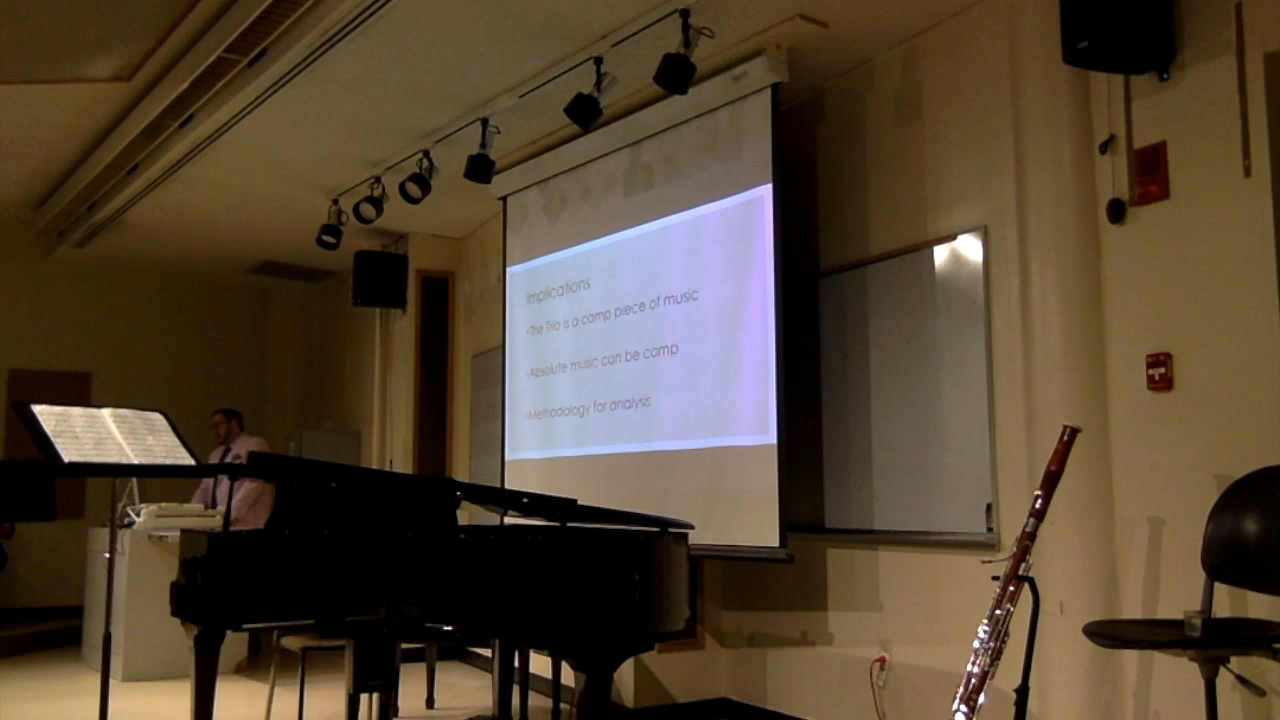 Implications
The Trio is a camp piece of music
Absolute music can be camp
Methodology for analysis